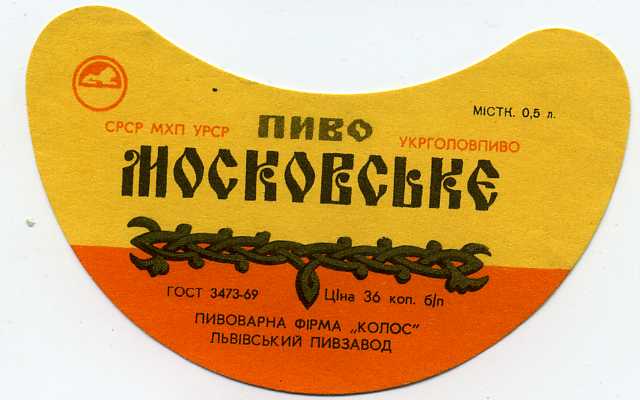 МІСТК. 0,5 л.
СРСР МХП УРСР
ПИВО
УКРГОЛОВПИВО
МОСКОВСЬКЕ
ГОСТ 3473-69
Ціна 36 коп. б/п
ПИВОВАРНА ФІРМА „КОЛОС"
ЛЬВІВСЬКИЙ ПИВЗАВОД